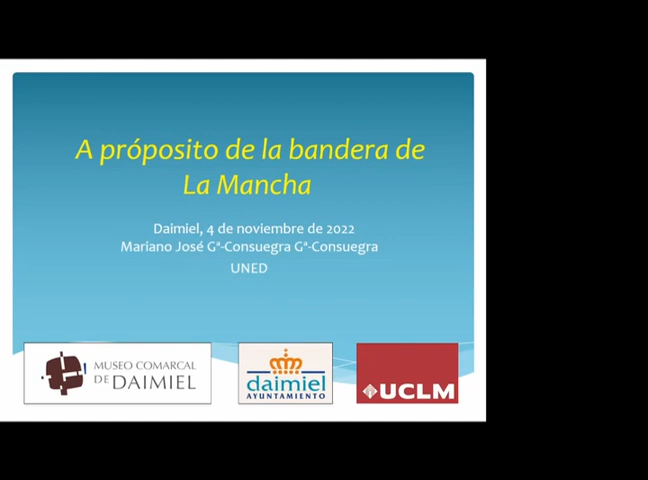 A próposito de la bandera de
La Mancha
Daimiel, 4 de noviembre de 2022
Mariano José Gª-Consuegra Gª-Consuegra
UNED
MUSEO COMARCAL
DE DAIMIEL
daimiel
AYUNTAMIENTO
UCLM